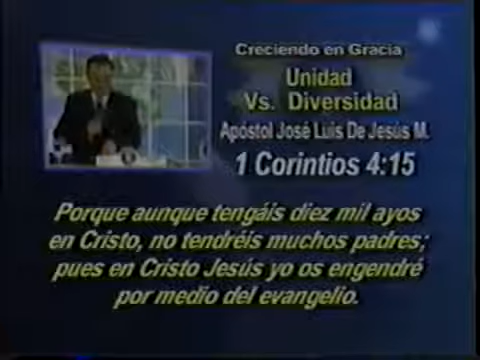 Creciendo en Gracia
Unidad
Vs. Diversidad
Apóstol José Luis De Jesús M.
1 Corintios 4:15
Porque aunque tengáis diez mil ayos
en Cristo, no tendréis muchos padres;
pues en Cristo Jesús yo os engendré
por medio del evangelio.